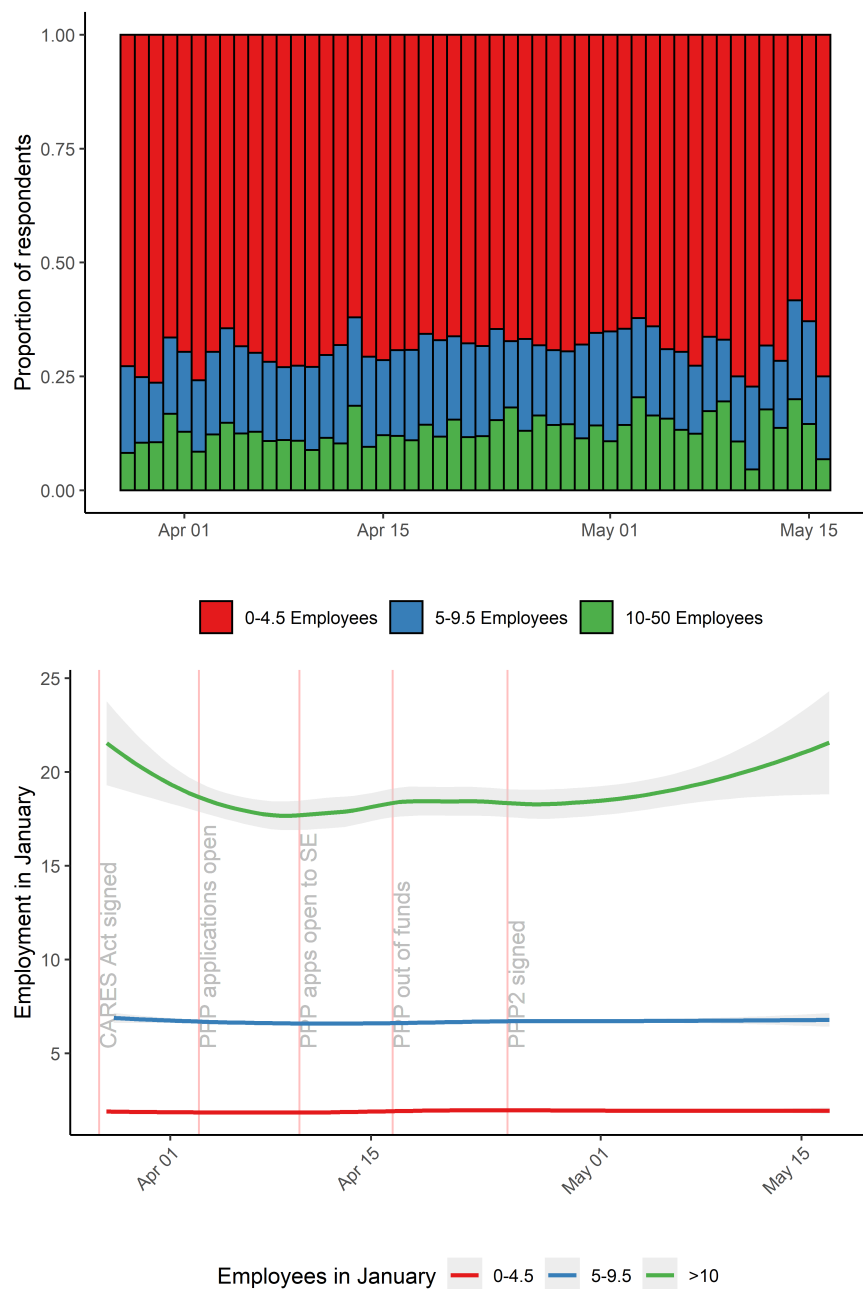 Proportion of respondents
1.00
0.75
0.50
0.25
0.00
Apr 01
Apr 15
May 01
May 15
0-4.5 Employees
5-9.5 Employees
10-50 Employees
Employment in January
25
20
15
10
5
CARES Act signed
PPP applications open
PPP apps open to SE
PPP out of funds
PPP2 signed
Apr 01
Apr 15
May 01
May 15
Employees in January
0-4.5
5-9.5
>10